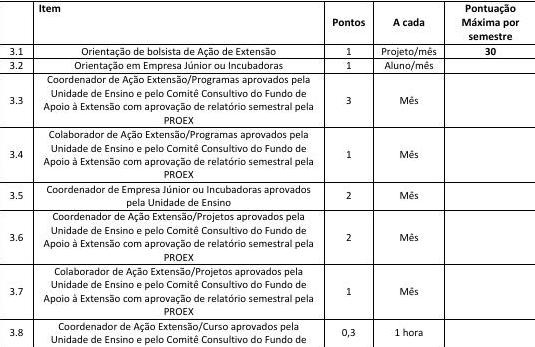 Item
Pontos
A cada
Pontuação
Máxima por
semestre
3.1
Orientação de bolsista de Ação de Extensão
1
Projeto/mês
30
3.2
Orientação em Empresa Júnior ou Incubadoras
1
Aluno/mês
3.3
Coordenador de Ação Extensão/Programas aprovados pela
Unidade de Ensino e pelo Comitê Consultivo do Fundo de
Apoio à Extensão com aprovação de relatório semestral pela
PROEX
3
Mês
3.4
Colaborador de Ação Extensão/Programas aprovados pela
Unidade de Ensino e pelo Comitê Consultivo do Fundo de
Apoio à Extensão com aprovação de relatório semestral pela
PROEX
1
Mês
3.5
Coordenador de Empresa Júnior ou Incubadoras aprovados
pela Unidade de Ensino
2
Mês
3.6
Coordenador de Ação Extensão/Projetos aprovados pela
Unidade de Ensino e pelo Comitê Consultivo do Fundo de
Apoio à Extensão com aprovação de relatório semestral pela
PROEX
2
Mês
3.7
Colaborador de Ação Extensão/Projetos aprovados pela
Unidade de Ensino e pelo Comitê Consultivo do Fundo de
Apoio à Extensão com aprovação de relatório semestral pela
PROEX
1
Mês
3.8
Coordenador de Ação Extensão/Curso aprovados pela
Unidade de Ensino e pelo Comitê Consultivo do Fundo de
0,3
1 hora